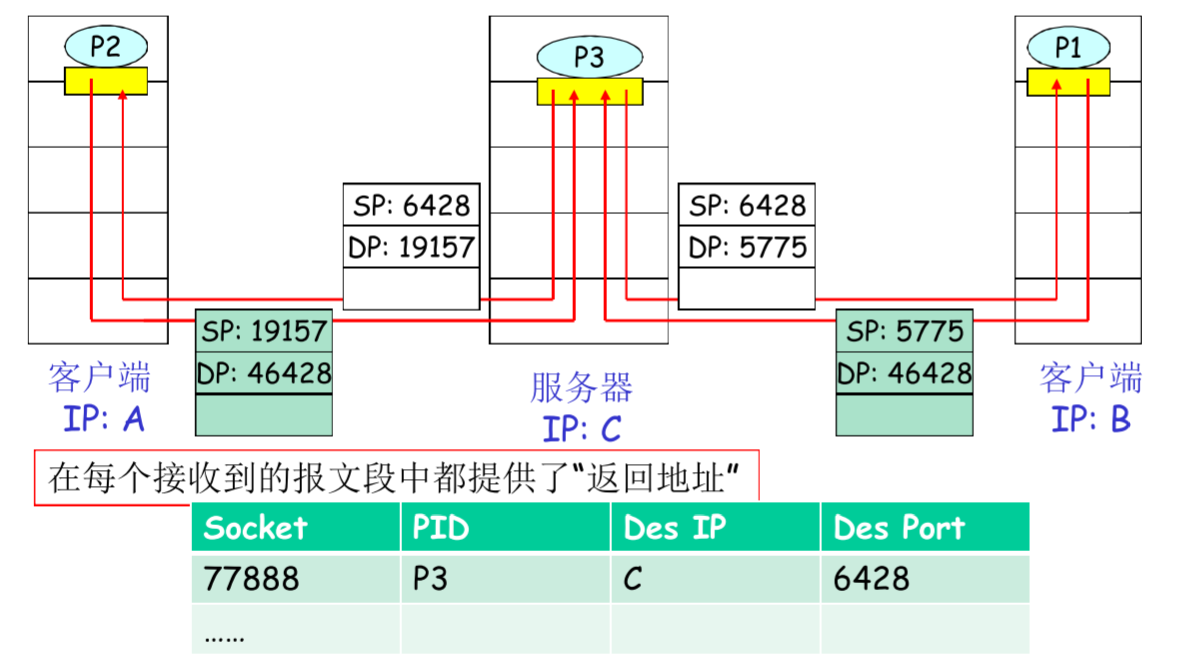 P2
P3
P1
SP: 6428
DP: 19157
SP: 6428
DP: 5775
SP: 19157
DP: 46428
SP: 5775
DP: 46428
客户端
IP: A
服务器
IP: C
客户端
IP: B
在每个接收到的报文段中都提供了“返回地址”
Socket PID Des IP Des Port
77888 P3 C 6428
……